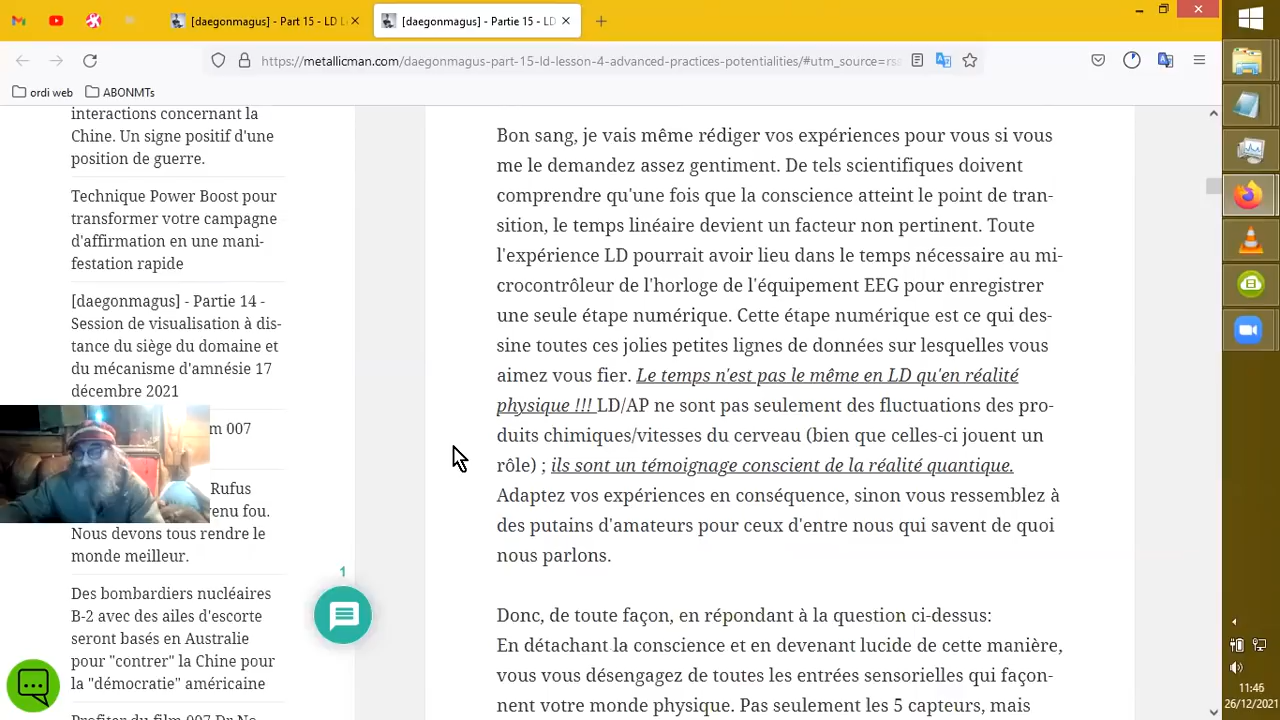 [daegonmagus] - Part 15 - LD L
[daegonmagus] - Partie 15 - LD
https://metallicman.com/daegonmagus-part-15-lesson-4-advanced-practices-potentialities/#utm_source=rs
ordi web
ABONMTs
interactions concernant la
Chine. Un signe positif d'une
position de guerre.
Technique Power Boost pour
transformer votre campagne
d'affirmation en une mani-
festation rapide
[daegonmagus] - Partie 14 -
Session de visualisation à dis-
tance du siège du domaine et
du mécanisme d'amnésie 17
décembre 2021
m 007
Rufus
venu fou.
Nous devons tous rendre le
monde meilleur.
Des bombardiers nucléaires
B-2 avec des ailes d'escorte
seront basés en Australie
pour "contrer" la Chine pour
la "démocratie" américaine
Profiter du film 007 Dr No
1
Bon sang, je vais même rédiger vos expériences pour vous si vous
me le demandez assez gentiment. De tels scientifiques doivent
comprendre qu'une fois que la conscience atteint le point de tran-
sition, le temps linéaire devient un facteur non pertinent. Toute
l'expérience LD pourrait avoir lieu dans le temps nécessaire au mi-
crocontrôleur de l'horloge de l'équipement EEG pour enregistrer
une seule étape numérique. Cette étape numérique est ce qui des-
sine toutes ces jolies petites lignes de données sur lesquelles vous
aimez vous fier. Le temps n'est pas le même en LD qu'en réalité
physique !!! LD/AP ne sont pas seulement des fluctuations des pro-
duits chimiques/vitesses du cerveau (bien que celles-ci jouent un
rôle) ; ils sont un témoignage conscient de la réalité quantique.
Adaptez vos expériences en conséquence, sinon vous ressemblez à
des putains d'amateurs pour ceux d'entre nous qui savent de quoi
nous parlons.
Donc, de toute façon, en répondant à la question ci-dessus:
En détachant la conscience et en devenant lucide de cette manière,
vous vous désengagez de toutes les entrées sensorielles qui façon-
nent votre monde physique. Pas seulement les 5 capteurs, mais
11:46
26/12/2021